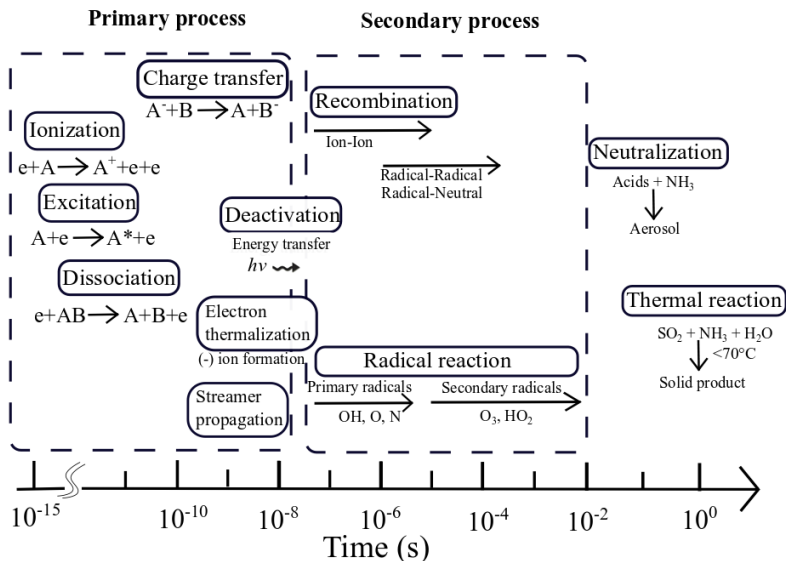 Primary process
Secondary process
Charge transfer
A⁻+B → A+B⁻
Ionization
e+A → A⁺+e+e
Excitation
A+e → A*+e
Dissociation
e+AB → A+B+e
Deactivation
Energy transfer
hν
Electron
thermalization
(-) ion formation
Streamer
propagation
Recombination
Ion-Ion
Radical-Radical
Radical-Neutral
Radical reaction
Primary radicals
OH, O, N
Secondary radicals
O₃, HO₂
Neutralization
Acids + NH₃
Aerosol
Thermal reaction
SO₂ + NH₃ + H₂O
<70°C
Solid product
10⁻¹⁵ 10⁻¹⁰ 10⁻⁸ 10⁻⁶ 10⁻⁴ 10⁻² 10⁰
Time (s)